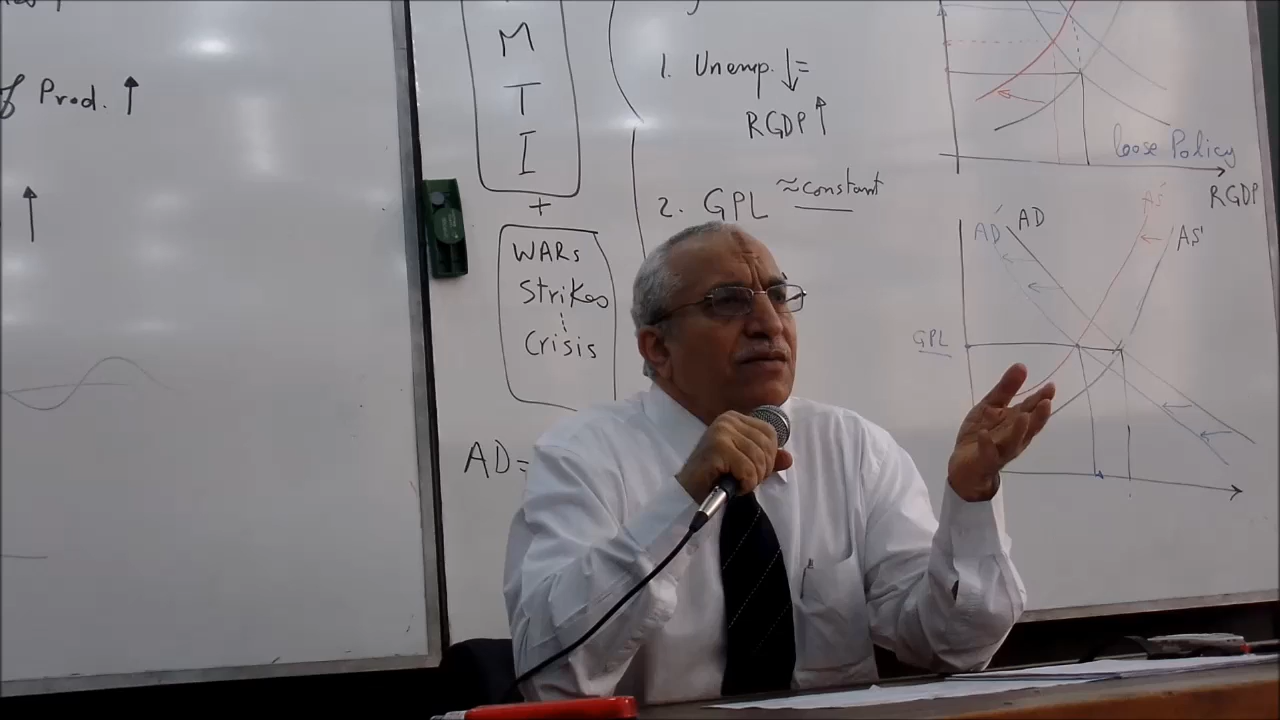 of Prod. ↑
↑
M
T
I
+
WARs
Strikes
Crisis
AD=
1. Unemp. ↓=
RGDP ↑
2. GPL ≈constant
loose Policy
RGDP
AD' AD
AS'
AS'
GPL